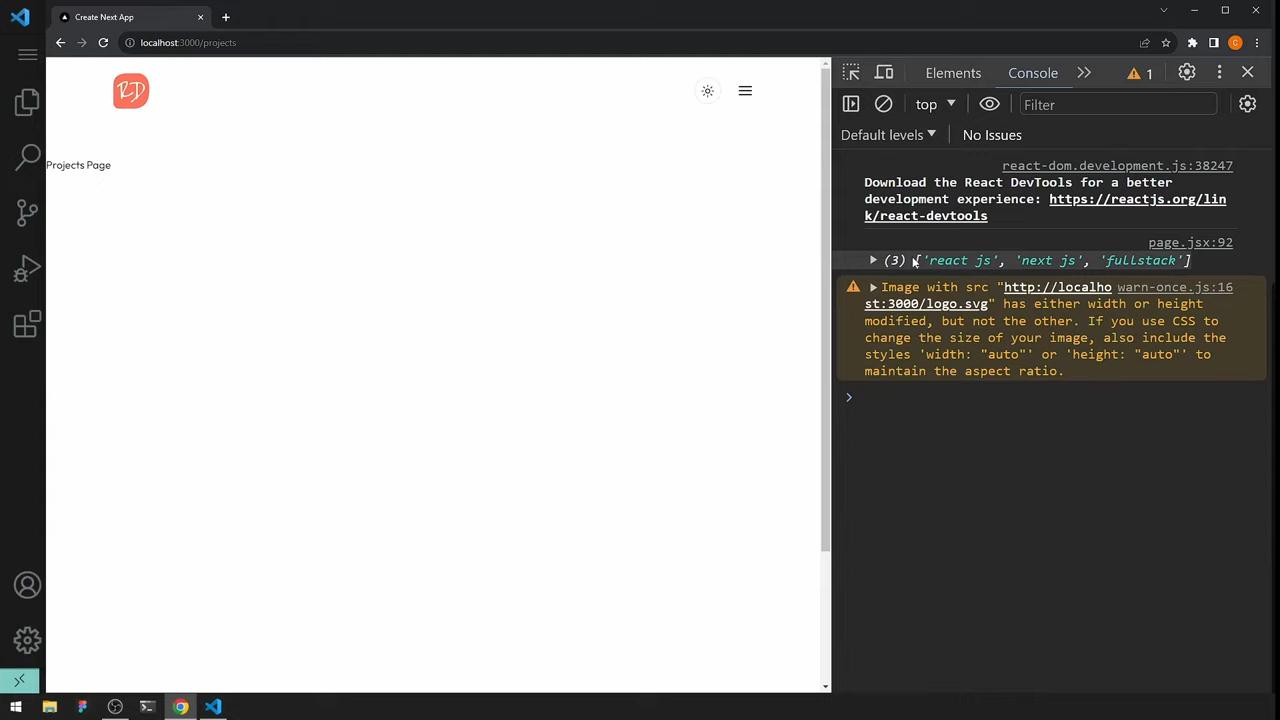 Create Next App
localhost:3000/projects
RD
Projects Page
Elements
Console
1
top
Filter
Default levels
No Issues
react-dom.development.js:38247
Download the React DevTools for a better
development experience: https://reactjs.org/lin
k/react-devtools
page.jsx:92
(3) ['react js', 'next js', 'fullstack']
Image with src "http://localho warn-once.js:16
st:3000/logo.svg" has either width or height
modified, but not the other. If you use CSS to
change the size of your image, also include the
styles 'width: "auto"' or 'height: "auto"' to
maintain the aspect ratio.
C